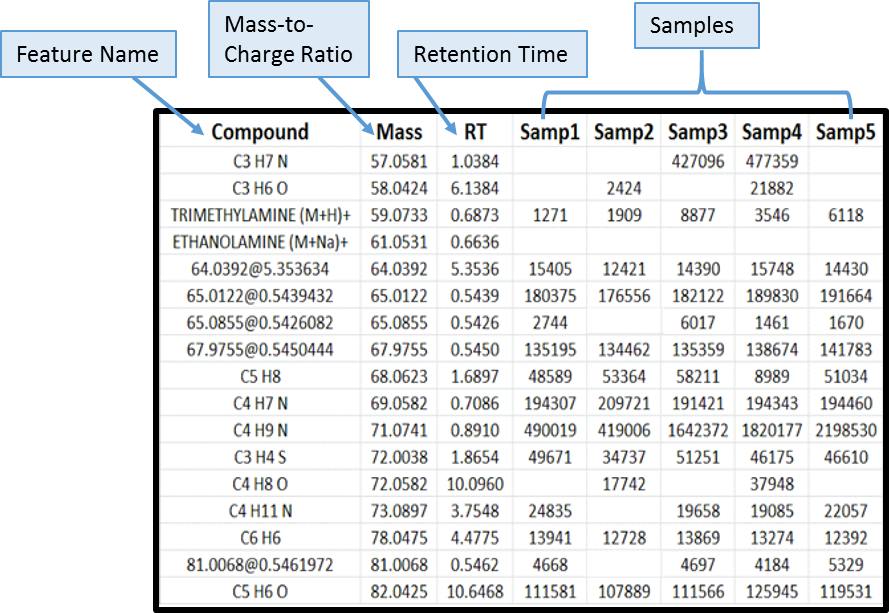 Feature Name
Mass-to-
Charge Ratio
Retention Time
Samples
Compound Mass RT Samp1 Samp2 Samp3 Samp4 Samp5
C3 H7 N 57.0581 1.0384 427096 477359
C3 H6 O 58.0424 6.1384 2424 21882
TRIMETHYLAMINE (M+H)+ 59.0733 0.6873 1271 1909 8877 3546 6118
ETHANOLAMINE (M+Na)+ 61.0531 0.6636
64.0392@5.353634 64.0392 5.3536 15405 12421 14390 15748 14430
65.0122@0.5439432 65.0122 0.5439 180375 176556 182122 189830 191664
65.0855@0.5426082 65.0855 0.5426 2744 6017 1461 1670
67.9755@0.5450444 67.9755 0.5450 135195 134462 135359 138674 141783
C5 H8 68.0623 1.6897 48589 53364 58211 8989 51034
C4 H7 N 69.0582 0.7086 194307 209721 191421 194343 194460
C4 H9 N 71.0741 0.8910 490019 419006 1642372 1820177 2198530
C3 H4 S 72.0038 1.8654 49671 34737 51251 46175 46610
C4 H8 O 72.0582 10.0960 17742 37948
C4 H11 N 73.0897 3.7548 24835 19658 19085 22057
C6 H6 78.0475 4.4775 13941 12728 13869 13274 12392
81.0068@0.5461972 81.0068 0.5462 4668 4697 4184 5329
C5 H6 O 82.0425 10.6468 111581 107889 111566 125945 119531